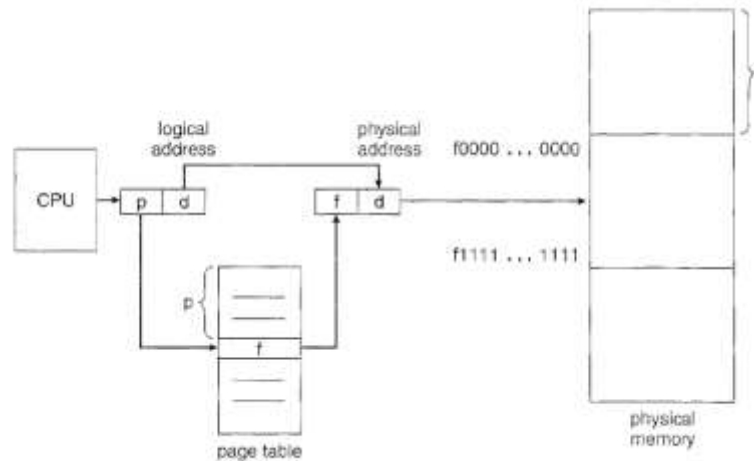 logical
address
physical
address
f0000 ... 0000
CPU
p d
f d
f1111 ... 1111
p
f
page table
physical
memory